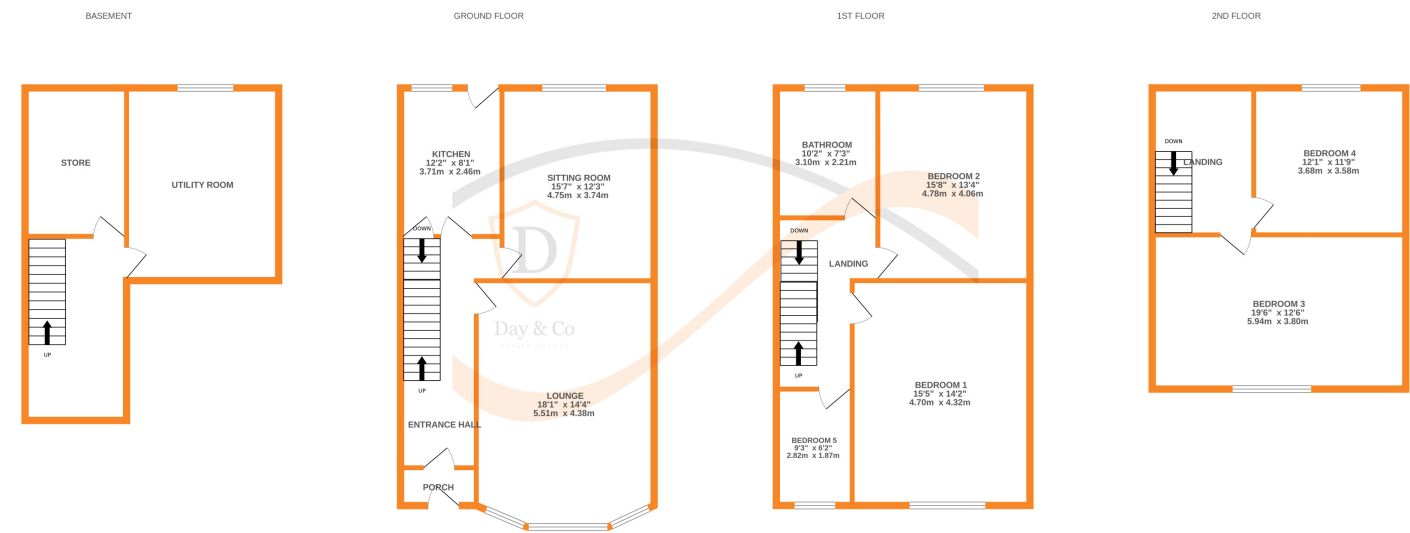 BASEMENT
STORE
UTILITY ROOM
UP
GROUND FLOOR
KITCHEN
12'2" x 8'1"
3.71m x 2.46m
SITTING ROOM
15'7" x 12'3"
4.75m x 3.74m
DOWN
D
Day & Co
ESTATE AGENTS
UP
LOUNGE
18'1" x 14'4"
5.51m x 4.38m
ENTRANCE HALL
PORCH
1ST FLOOR
BATHROOM
10'2" x 7'3"
3.10m x 2.21m
BEDROOM 2
15'8" x 13'4"
4.78m x 4.06m
DOWN
LANDING
UP
BEDROOM 1
15'5" x 14'2"
4.70m x 4.32m
BEDROOM 5
9'3" x 6'2"
2.82m x 1.87m
2ND FLOOR
DOWN
LANDING
BEDROOM 4
12'1" x 11'9"
3.68m x 3.58m
BEDROOM 3
19'6" x 12'6"
5.94m x 3.80m